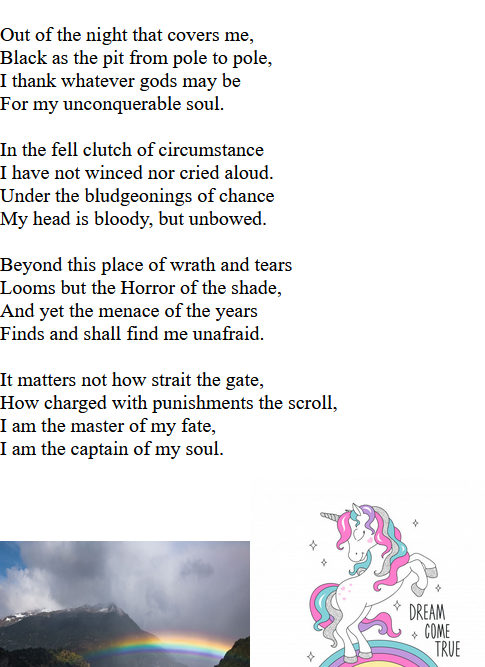 Out of the night that covers me,
Black as the pit from pole to pole,
I thank whatever gods may be
For my unconquerable soul.
In the fell clutch of circumstance
I have not winced nor cried aloud.
Under the bludgeonings of chance
My head is bloody, but unbowed.
Beyond this place of wrath and tears
Looms but the Horror of the shade,
And yet the menace of the years
Finds and shall find me unafraid.
It matters not how strait the gate,
How charged with punishments the scroll,
I am the master of my fate,
I am the captain of my soul.
DREAM
COME
TRUE